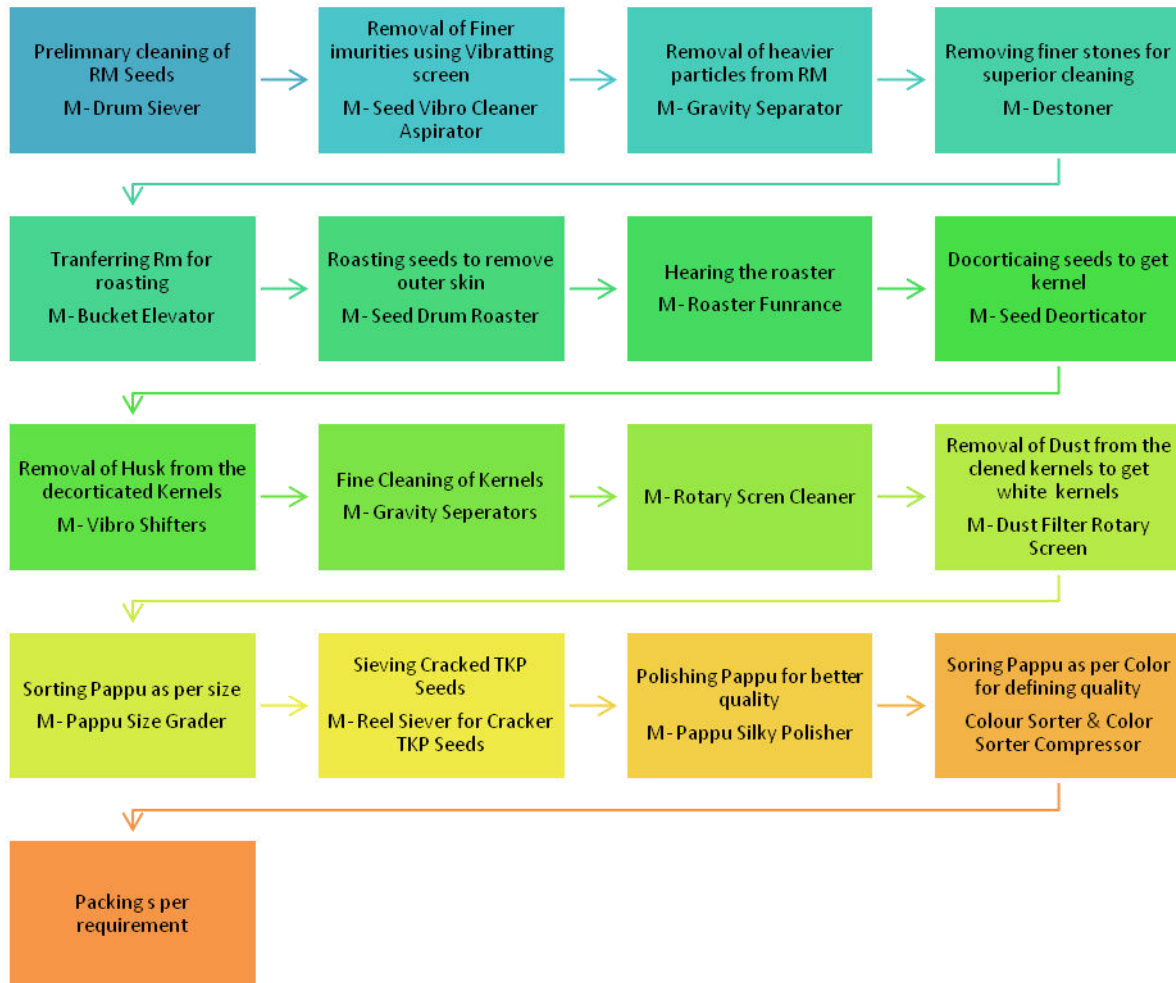 Prelimnary cleaning of
RM Seeds
M- Drum Siever
Removal of Finer
imurities using Vibratting
screen
M- Seed Vibro Cleaner
Aspirator
Removal of heavier
particles from RM
M- Gravity Separator
Removing finer stones for
superior cleaning
M- Destoner
Tranferring Rm for
roasting
M- Bucket Elevator
Roasting seeds to remove
outer skin
M- Seed Drum Roaster
Hearing the roaster
M- Roaster Funrance
Docorticaing seeds to get
kernel
M- Seed Deorticator
Removal of Husk from the
decorticated Kernels
M- Vibro Shifters
Fine Cleaning of Kernels
M- Gravity Seperators
M- Rotary Scren Cleaner
Removal of Dust from the
clened kernels to get
white kernels
M- Dust Filter Rotary
Screen
Sorting Pappu as per size
M- Pappu Size Grader
Sieving Cracked TKP
Seeds
M- Reel Siever for Cracker
TKP Seeds
Polishing Pappu for better
quality
M- Pappu Silky Polisher
Soring Pappu as per Color
for defining quality
Colour Sorter & Color
Sorter Compressor
Packing s per
requirement